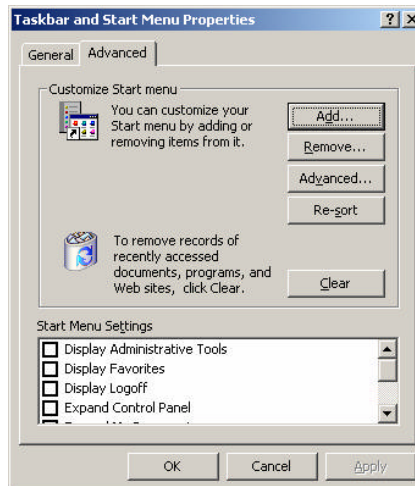 Taskbar and Start Menu Properties
General
Advanced
Customize Start menu
You can customize your
Start menu by adding or
removing items from it.
Add...
Remove...
Advanced...
Re-sort
To remove records of
recently accessed
documents, programs, and
Web sites, click Clear.
Clear
Start Menu Settings
Display Administrative Tools
Display Favorites
Display Logoff
Expand Control Panel
OK
Cancel
Apply